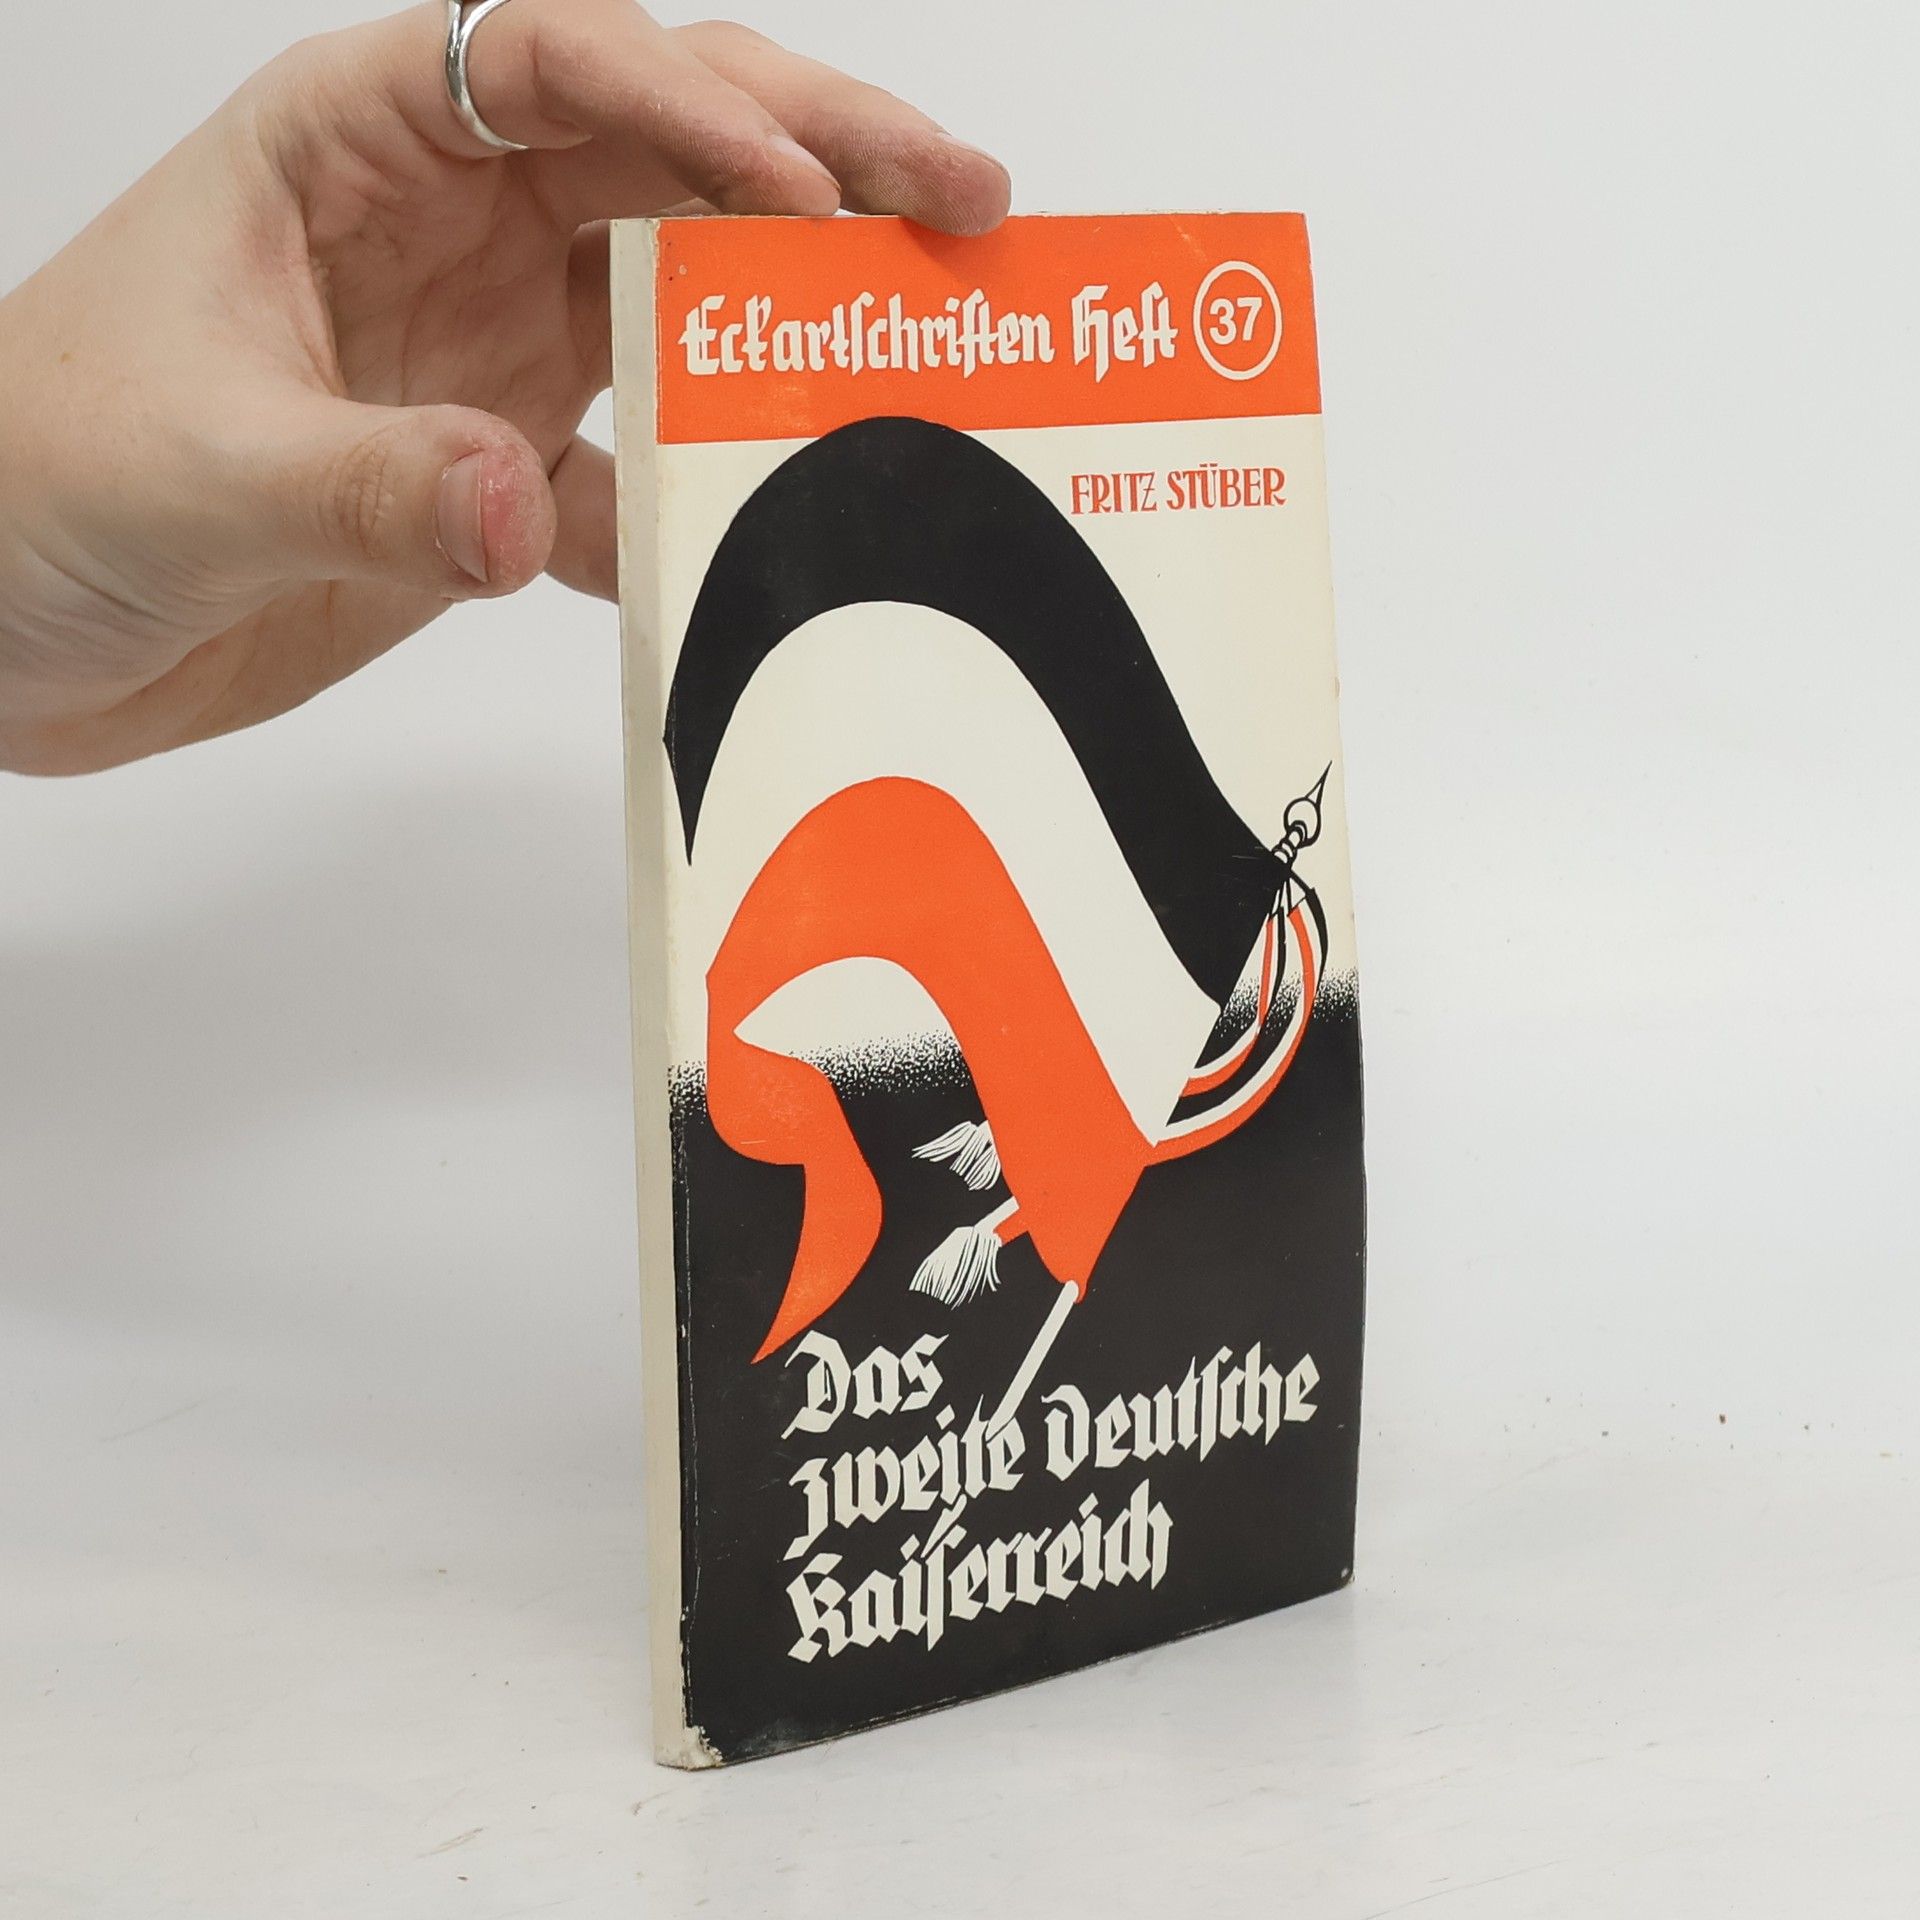 Eckartſchriften Heft 37
FRITZ STÜBER
Das
zweite deutſche
Kaiſerreich